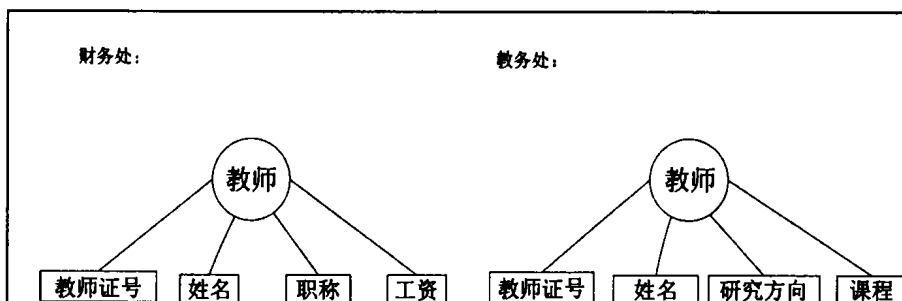 财务处：
教务处：
教师
教师
教师证号 姓名 职称 工资
教师证号 姓名 研究方向 课程